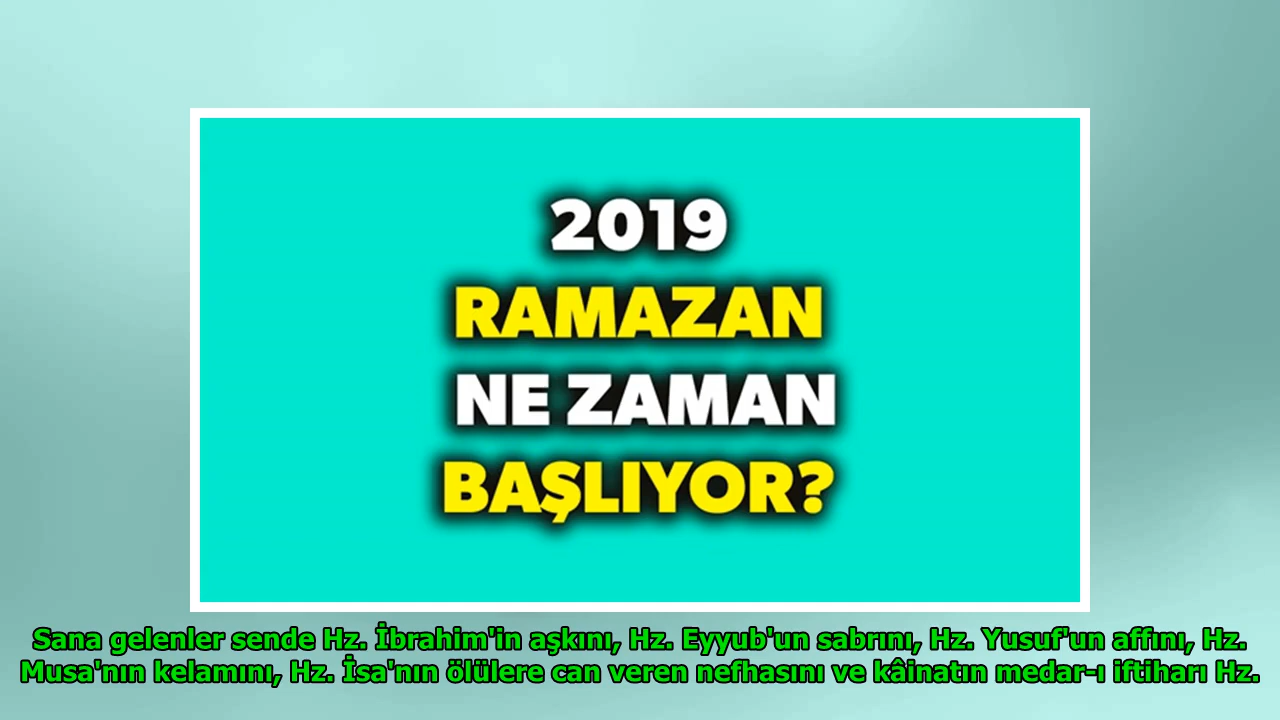 2019
RAMAZAN
NE ZAMAN
BAŞLIYOR?
Sana gelenler sende Hz. İbrahim'in aşkını, Hz. Eyyub'un sabrını, Hz. Yusuf'un affını, Hz.
Musa'nın kelamını, Hz. İsa'nın ölülere can veren nefhasını ve kâinatın medar-ı iftiharı Hz.